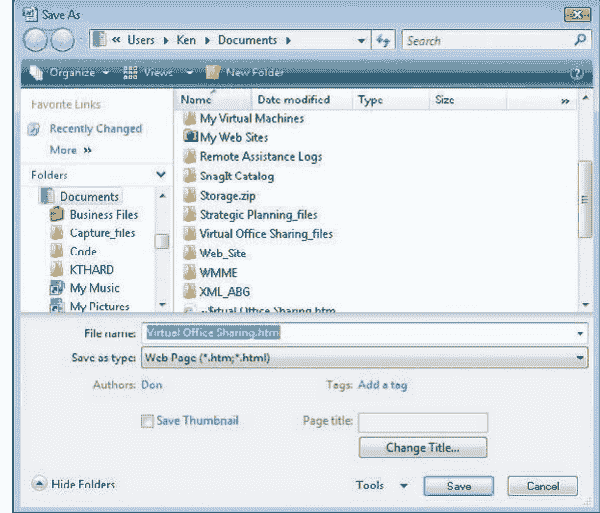 Save As
« Users ▸ Ken ▸ Documents ▸ Search
Organize Views New Folder
Favorite Links
Recently Changed
More »
Folders
Documents
Business Files
Capture_files
Code
KTHARD
My Music
My Pictures
Name Date modified Type Size »
My Virtual Machines
My Web Sites
Remote Assistance Logs
SnagIt Catalog
Storage.zip
Strategic Planning_files
Virtual Office Sharing_files
Web_Site
WMME
XML_ABG
~$rtual Office Sharing.htm
File name: Virtual Office Sharing.htm
Save as type: Web Page (*.htm;*.html)
Authors: Don Tags: Add a tag
Save Thumbnail Page title:
Change Title...
Hide Folders Tools Save Cancel